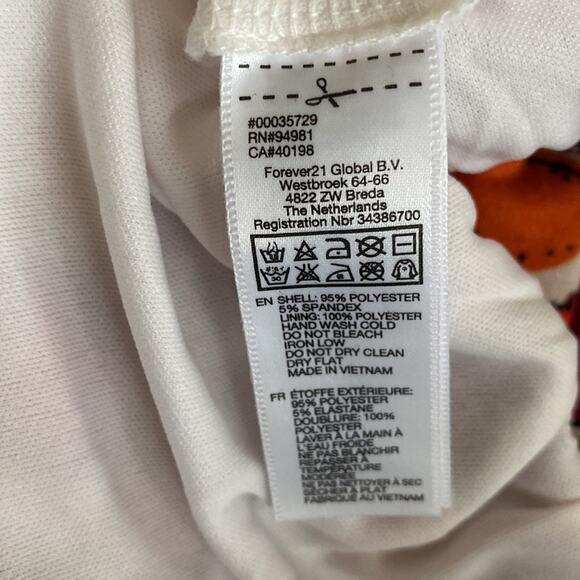 #00035729
RN#94981
CA#40198
Forever21 Global B.V.
Westbroek 64-66
4822 ZW Breda
The Netherlands
Registration Nbr 34386700
EN SHELL: 95% POLYESTER
5% SPANDEX
LINING: 100% POLYESTER
HAND WASH COLD
DO NOT BLEACH
IRON LOW
DO NOT DRY CLEAN
DRY FLAT
MADE IN VIETNAM
FR ÉTOFFE EXTÉRIEURE:
95% POLYESTER
5% ELASTANE
DOUBLURE: 100%
POLYESTER
LAVER À LA MAIN À
L'EAU FROIDE
NE PAS BLANCHIR
REPASSER À
TEMPÉRATURE
MODÉRÉE
NE PAS NETTOYER À SEC
SÉCHER À PLAT
FABRIQUÉ AU VIETNAM